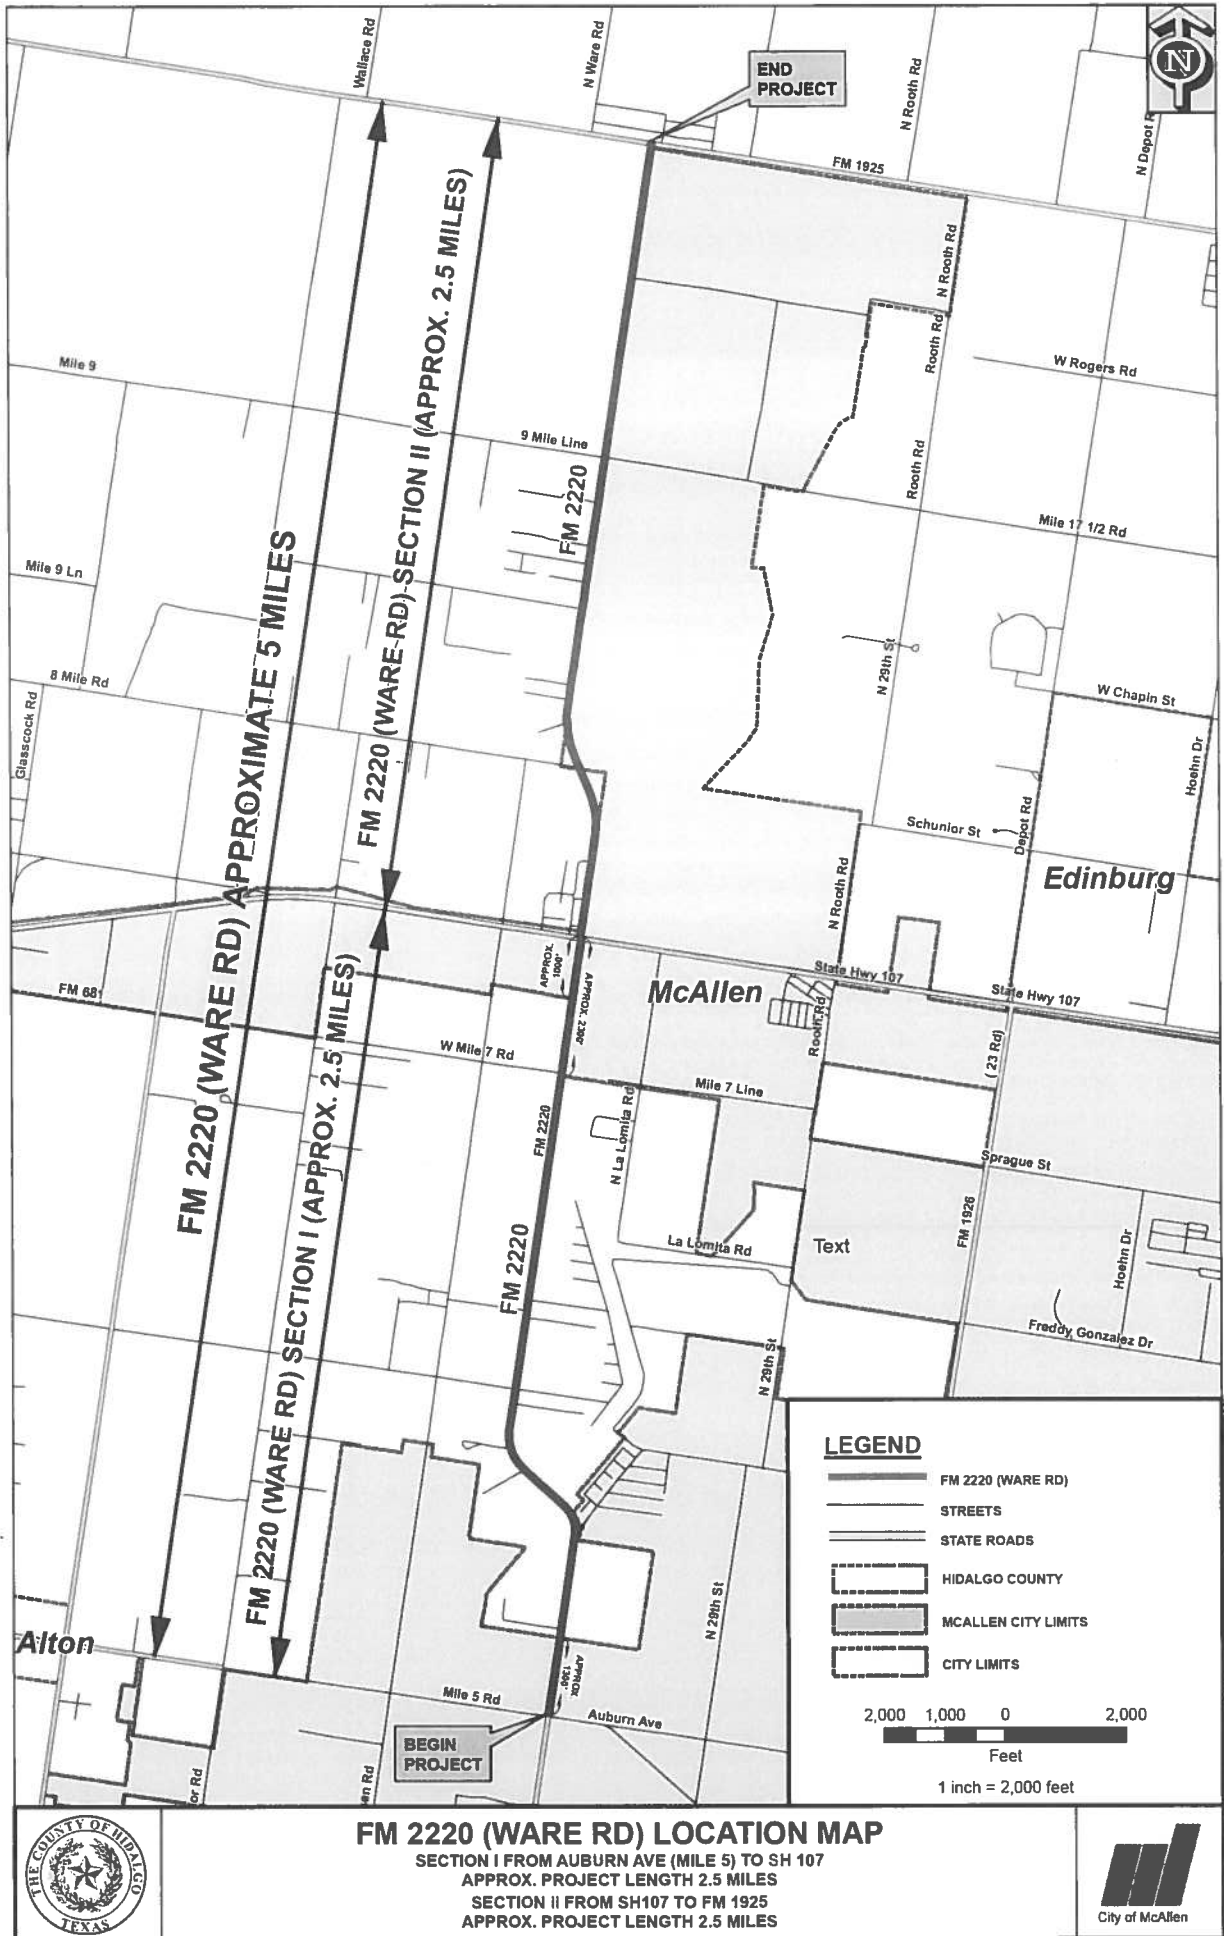 Wallace Rd
N Ware Rd
END
PROJECT
N Rooth Rd
N
FM 1925
N Rooth Rd
Rooth Rd
W Rogers Rd
Mile 9
9 Mile Line
FM 2220
Rooth Rd
Mile 17 1/2 Rd
FM 2220 (WARE RD) APPROXIMATE 5 MILES
FM 2220 (WARE RD) SECTION II (APPROX. 2.5 MILES)
Mile 9 Ln
8 Mile Rd
Glasscock Rd
N 29th St
W Chapin St
Hoehn Dr
Depot Rd
Schunior St
Edinburg
N Rooth Rd
State Hwy 107
State Hwy 107
APPROX.
1000'
APPROX. 2300'
McAllen
FM 681
W Mile 7 Rd
Rooth Rd
( 23 Rd)
Mile 7 Line
FM 2220
N La Lomita Rd
Sprague St
FM 2220 (WARE RD) SECTION I (APPROX. 2.5 MILES)
FM 2220
La Lomita Rd
Text
FM 1926
Hoehn Dr
Freddy Gonzalez Dr
N 29th St
N 29th St
Alton
Mile 5 Rd
APPROX.
1300'
Auburn Ave
BEGIN
PROJECT
or Rd
en Rd
LEGEND
FM 2220 (WARE RD)
STREETS
STATE ROADS
HIDALGO COUNTY
MCALLEN CITY LIMITS
CITY LIMITS
2,000 1,000 0 2,000
Feet
1 inch = 2,000 feet
THE COUNTY OF HIDALGO
TEXAS
FM 2220 (WARE RD) LOCATION MAP
SECTION I FROM AUBURN AVE (MILE 5) TO SH 107
APPROX. PROJECT LENGTH 2.5 MILES
SECTION II FROM SH107 TO FM 1925
APPROX. PROJECT LENGTH 2.5 MILES
City of McAllen